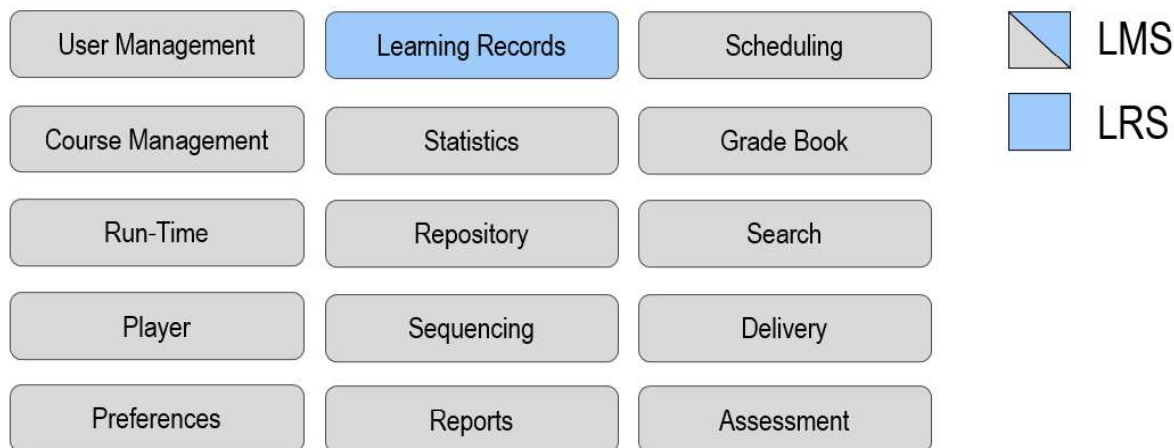 User Management
Learning Records
Scheduling
LMS
Course Management
Statistics
Grade Book
LRS
Run-Time
Repository
Search
Player
Sequencing
Delivery
Preferences
Reports
Assessment